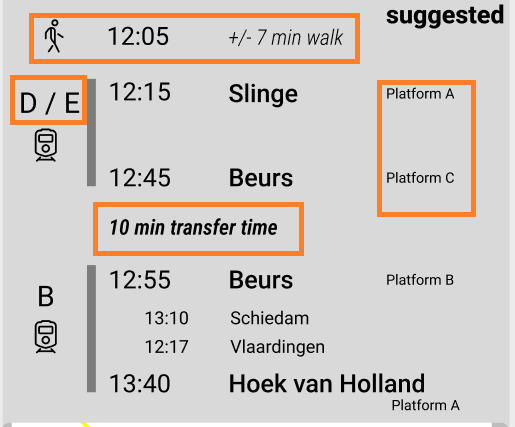 suggested
12:05 +/- 7 min walk
D / E 12:15 Slinge Platform A
12:45 Beurs Platform C
10 min transfer time
12:55 Beurs Platform B
B
13:10 Schiedam
12:17 Vlaardingen
13:40 Hoek van Holland
Platform A